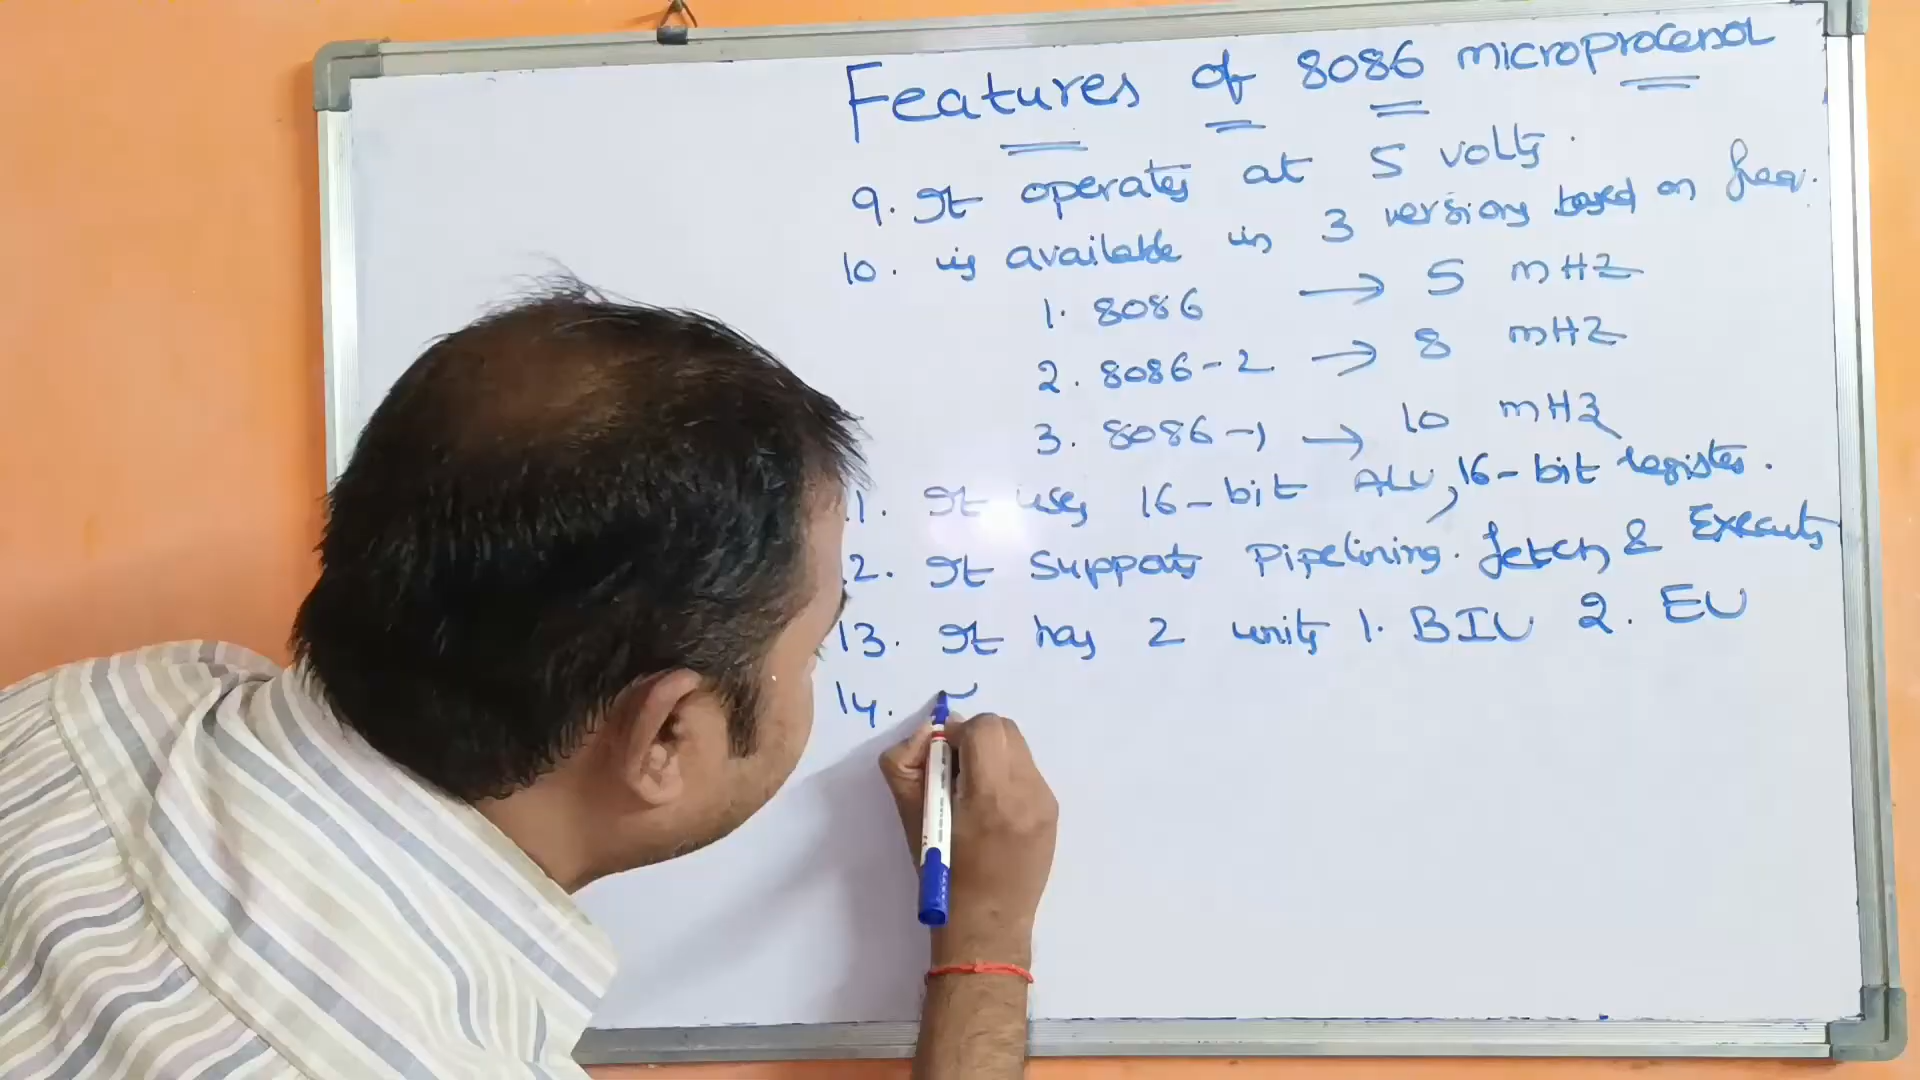 Features of 8086 microprocessor
9. It operates at 5 volts.
10. is available in 3 versions based on freq.
1. 8086 → 5 mHz
2. 8086-2 → 8 mHz
3. 8086-1 → 10 mHz
.1. It uses 16-bit ALU, 16-bit register.
.2. It supports Pipelining. fetch & Execute
13. It has 2 units 1. BIU 2. EU
14.